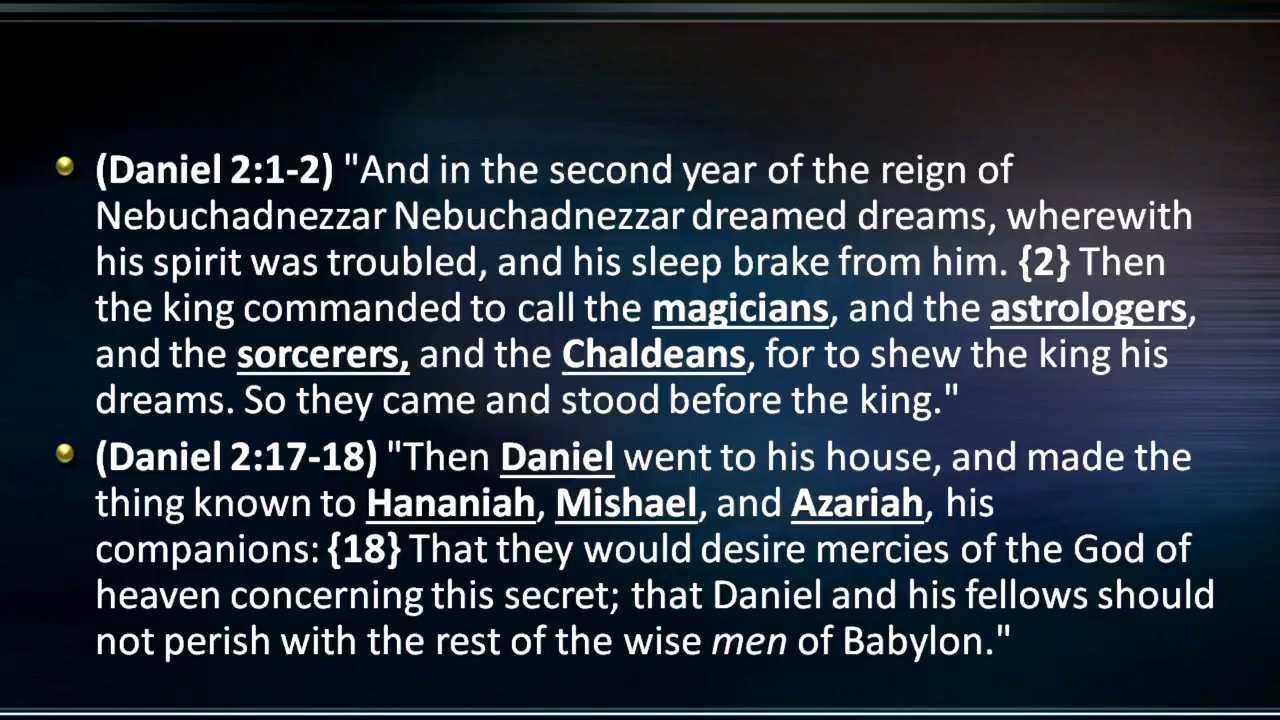 (Daniel 2:1-2) "And in the second year of the reign of
Nebuchadnezzar Nebuchadnezzar dreamed dreams, wherewith
his spirit was troubled, and his sleep brake from him. {2} Then
the king commanded to call the magicians, and the astrologers,
and the sorcerers, and the Chaldeans, for to shew the king his
dreams. So they came and stood before the king."
(Daniel 2:17-18) "Then Daniel went to his house, and made the
thing known to Hananiah, Mishael, and Azariah, his
companions: {18} That they would desire mercies of the God of
heaven concerning this secret; that Daniel and his fellows should
not perish with the rest of the wise men of Babylon."